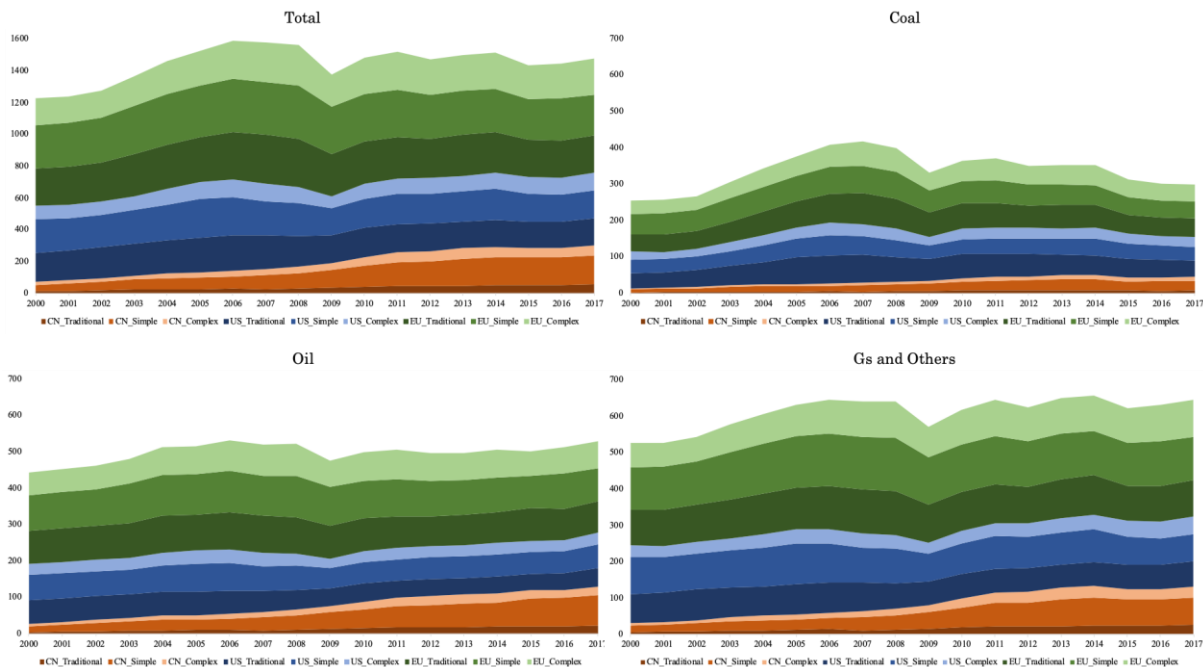 Total
1600
1400
1200
1000
800
600
400
200
0
2000 2001 2002 2003 2004 2005 2006 2007 2008 2009 2010 2011 2012 2013 2014 2015 2016 2017
CN_Traditional CN_Simple CN_Complex US_Traditional US_Simple US_Complex EU_Traditional EU_Simple EU_Complex
Coal
700
600
500
400
300
200
100
0
2000 2001 2002 2003 2004 2005 2006 2007 2008 2009 2010 2011 2012 2013 2014 2015 2016 2017
CN_Traditional CN_Simple CN_Complex US_Traditional US_Simple US_Complex EU_Traditional EU_Simple EU_Complex
Oil
700
600
500
400
300
200
100
0
2000 2001 2002 2003 2004 2005 2006 2007 2008 2009 2010 2011 2012 2013 2014 2015 2016 2017
CN_Traditional CN_Simple CN_Complex US_Traditional US_Simple US_Complex EU_Traditional EU_Simple EU_Complex
Gs and Others
700
600
500
400
300
200
100
0
2000 2001 2002 2003 2004 2005 2006 2007 2008 2009 2010 2011 2012 2013 2014 2015 2016 2017
CN_Traditional CN_Simple CN_Complex US_Traditional US_Simple US_Complex EU_Traditional EU_Simple EU_Complex